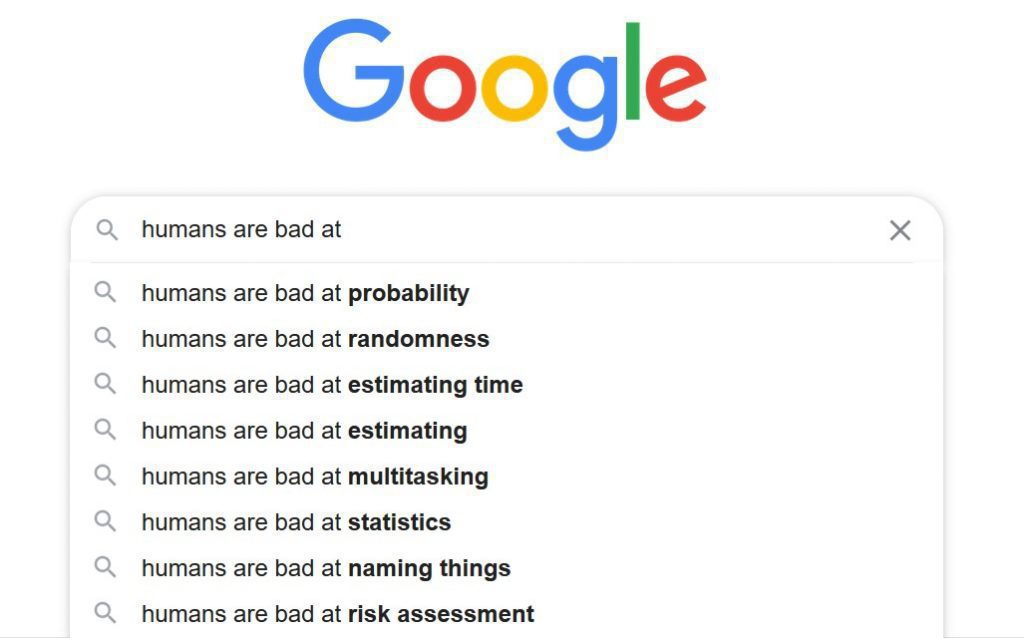 Google
humans are bad at
humans are bad at probability
humans are bad at randomness
humans are bad at estimating time
humans are bad at estimating
humans are bad at multitasking
humans are bad at statistics
humans are bad at naming things
humans are bad at risk assessment